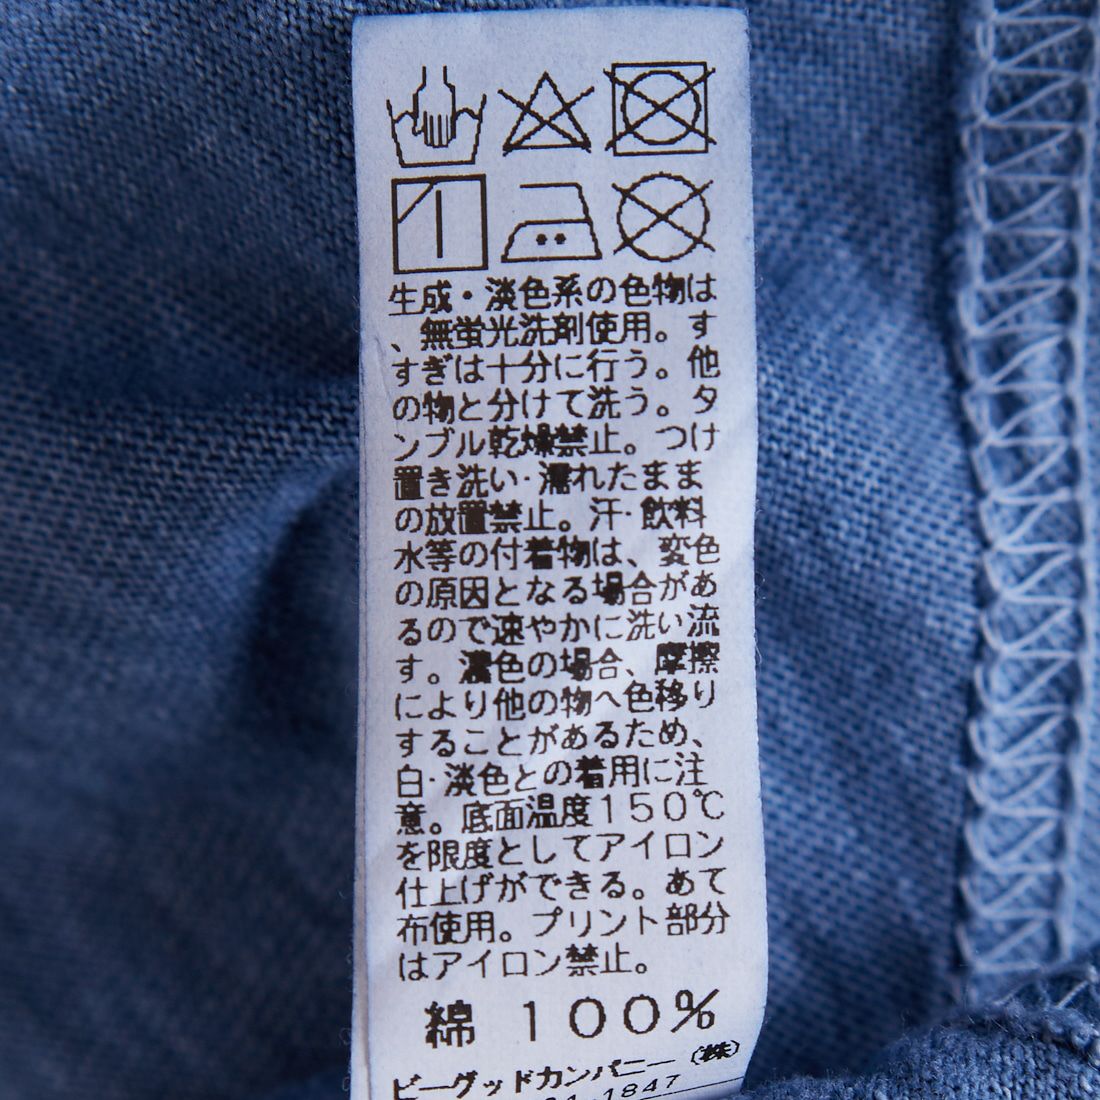 生成・淡色系の色物は
、無蛍光洗剤使用。す
すぎは十分に行う。他
の物と分けて洗う。タ
ンブル乾燥禁止。つけ
置き洗い・濡れたまま
の放置禁止。汗・飲料
水等の付着物は、変色
の原因となる場合があ
るので速やかに洗い流
す。濃色の場合、摩擦
により他の物へ色移り
することがあるため、
白・淡色との着用に注
意。底面温度150℃
を限度としてアイロン
仕上げができる。あて
布使用。プリント部分
はアイロン禁止。
綿 100%
ビーグッドカンパニー(株)
1847